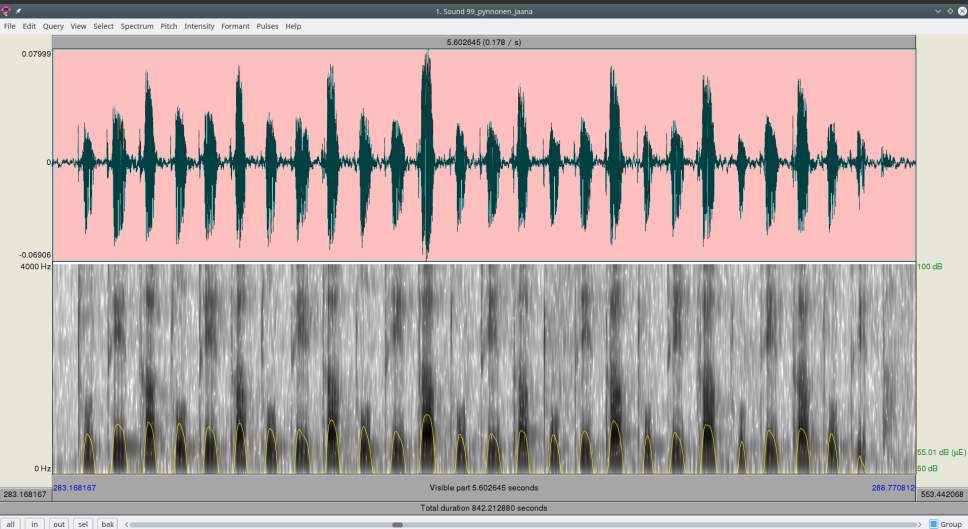 1. Sound 99_pynnonen_jaana
File Edit Query View Select Spectrum Pitch Intensity Formant Pulses Help
5.602645 (0.178 / s)
0.07999
0
-0.06906
4000 Hz
100 dB
55.01 dB (µE)
0 Hz
50 dB
283.168167
283.168167
Visible part 5.602645 seconds
288.770812
553.442068
Total duration 842.212880 seconds
all in out sel bak
Group